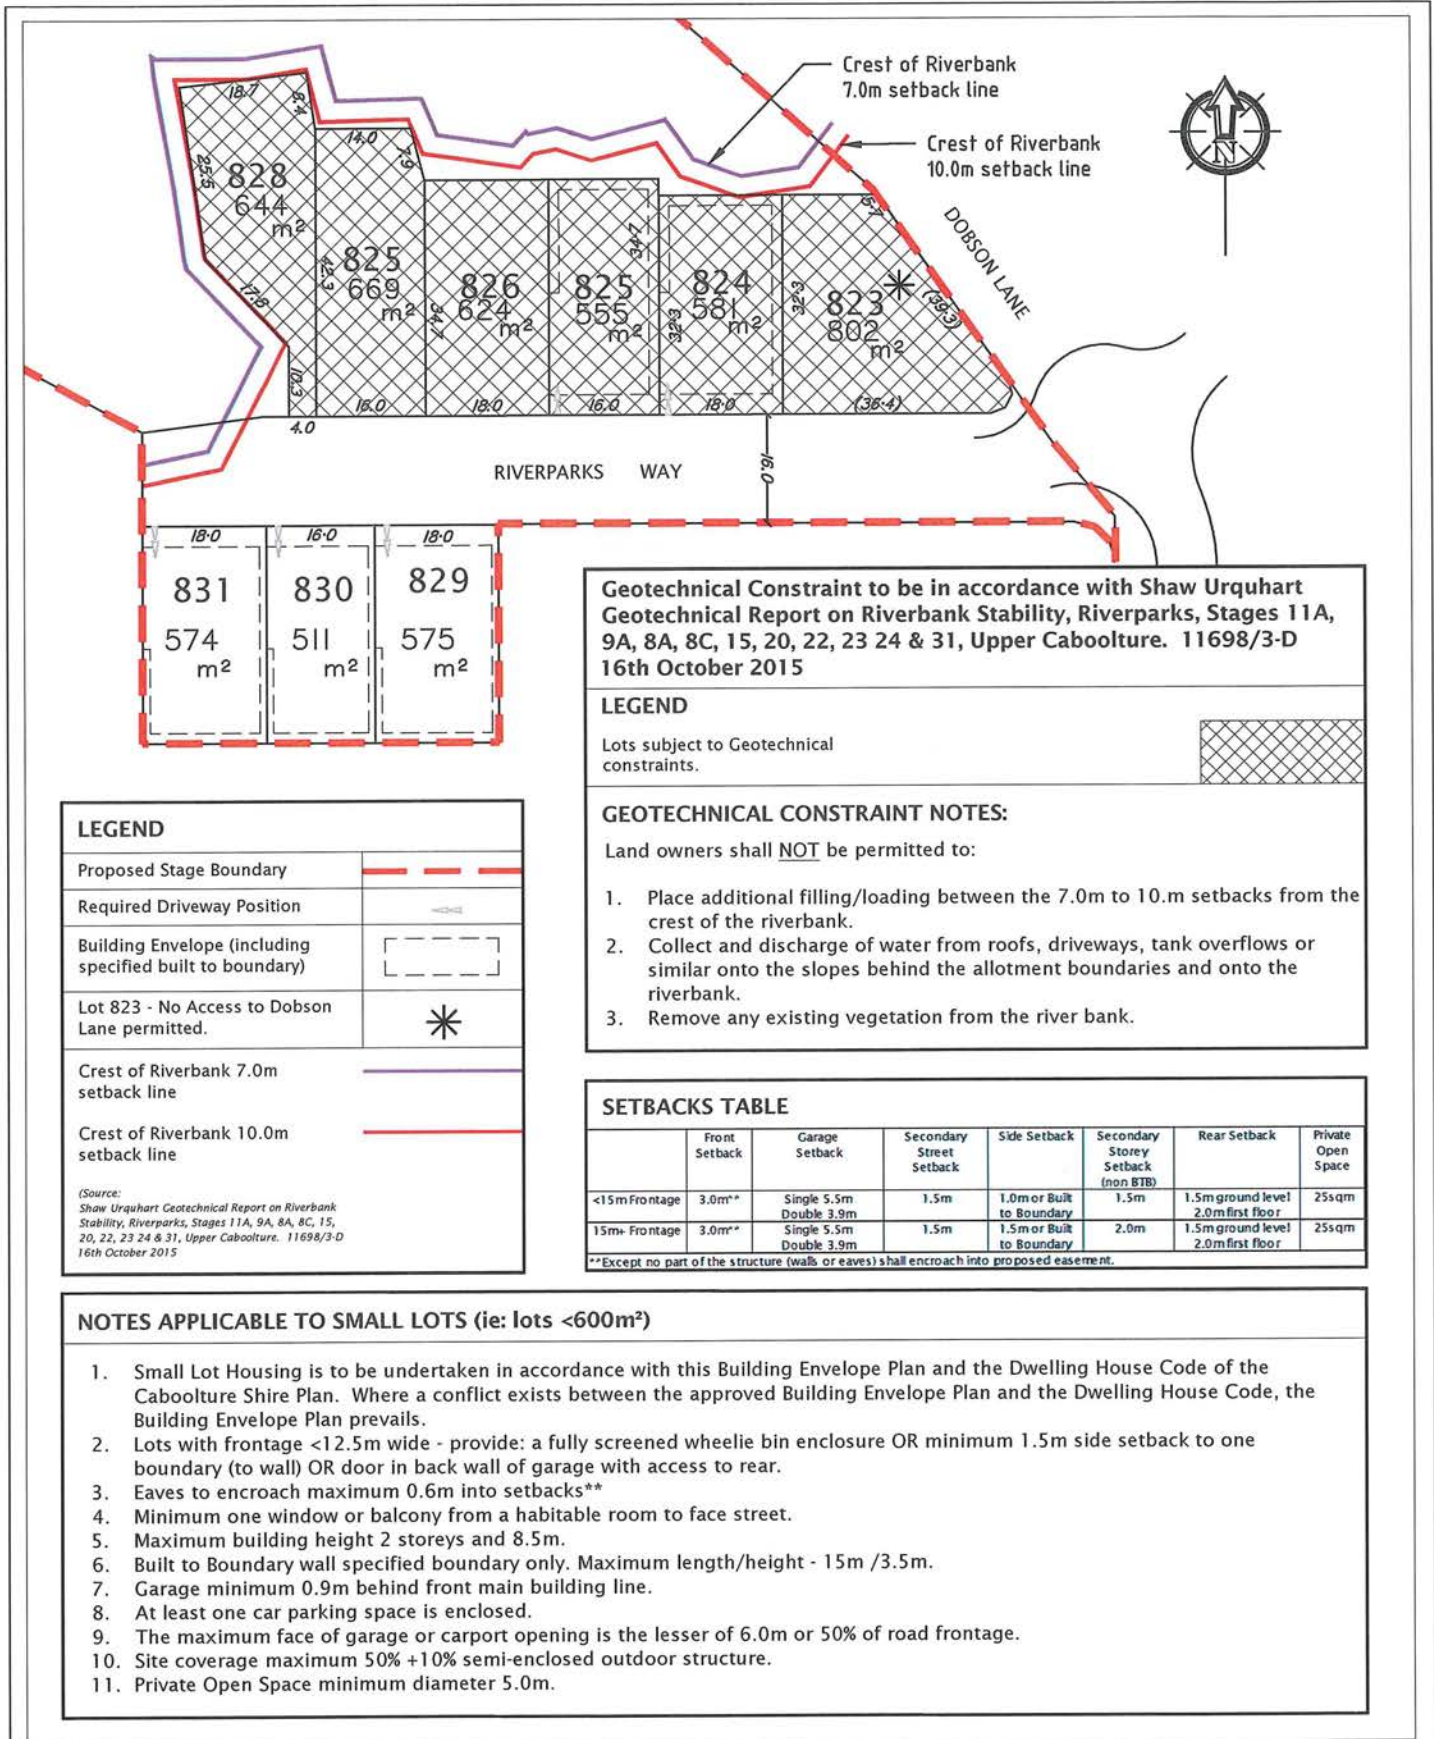 Crest of Riverbank
7.0m setback line
Crest of Riverbank
10.0m setback line
N
DOBSON LANE
18.7
8.4
25.5
828
644
m²
17.8
10.3
4.0
14.0
7.9
42.3
825
669
m²
16.0
826
624
m²
34.7
18.0
825
555
m²
34.7
16.0
824
581
m²
32.3
18.0
823
802
m²
32.3
5.7
(39.3)
(36.4)
RIVERPARKS WAY
16.0
18.0
831
574
m²
16.0
830
511
m²
18.0
829
575
m²
Geotechnical Constraint to be in accordance with Shaw Urquhart
Geotechnical Report on Riverbank Stability, Riverparks, Stages 11A,
9A, 8A, 8C, 15, 20, 22, 23 24 & 31, Upper Caboolture. 11698/3-D
16th October 2015
LEGEND
Lots subject to Geotechnical
constraints.
GEOTECHNICAL CONSTRAINT NOTES:
Land owners shall NOT be permitted to:
1. Place additional filling/loading between the 7.0m to 10.m setbacks from the
crest of the riverbank.
2. Collect and discharge of water from roofs, driveways, tank overflows or
similar onto the slopes behind the allotment boundaries and onto the
riverbank.
3. Remove any existing vegetation from the river bank.
LEGEND
Proposed Stage Boundary
Required Driveway Position
Building Envelope (including
specified built to boundary)
Lot 823 - No Access to Dobson
Lane permitted.
Crest of Riverbank 7.0m
setback line
Crest of Riverbank 10.0m
setback line
(Source:
Shaw Urquhart Geotechnical Report on Riverbank
Stability, Riverparks, Stages 11A, 9A, 8A, 8C, 15,
20, 22, 23 24 & 31, Upper Caboolture. 11698/3-D
16th October 2015
SETBACKS TABLE
Front Setback Garage Setback Secondary Street Setback Side Setback Secondary Storey Setback (non BTB) Rear Setback Private Open Space
<15m Frontage 3.0m** Single 5.5m Double 3.9m 1.5m 1.0m or Built to Boundary 1.5m 1.5m ground level 2.0m first floor 25sqm
15m+ Frontage 3.0m** Single 5.5m Double 3.9m 1.5m 1.5m or Built to Boundary 2.0m 1.5m ground level 2.0m first floor 25sqm
**Except no part of the structure (walls or eaves) shall encroach into proposed easement.
NOTES APPLICABLE TO SMALL LOTS (ie: lots <600m²)
1. Small Lot Housing is to be undertaken in accordance with this Building Envelope Plan and the Dwelling House Code of the
Caboolture Shire Plan. Where a conflict exists between the approved Building Envelope Plan and the Dwelling House Code, the
Building Envelope Plan prevails.
2. Lots with frontage <12.5m wide - provide: a fully screened wheelie bin enclosure OR minimum 1.5m side setback to one
boundary (to wall) OR door in back wall of garage with access to rear.
3. Eaves to encroach maximum 0.6m into setbacks**
4. Minimum one window or balcony from a habitable room to face street.
5. Maximum building height 2 storeys and 8.5m.
6. Built to Boundary wall specified boundary only. Maximum length/height - 15m /3.5m.
7. Garage minimum 0.9m behind front main building line.
8. At least one car parking space is enclosed.
9. The maximum face of garage or carport opening is the lesser of 6.0m or 50% of road frontage.
10. Site coverage maximum 50% +10% semi-enclosed outdoor structure.
11. Private Open Space minimum diameter 5.0m.